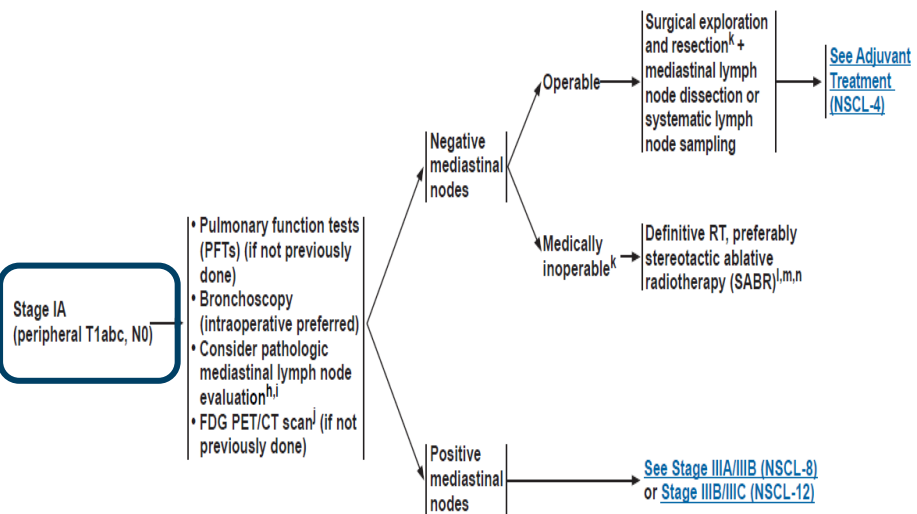 Stage IA
(peripheral T1abc, N0)
• Pulmonary function tests
(PFTs) (if not previously
done)
• Bronchoscopy
(intraoperative preferred)
• Consider pathologic
mediastinal lymph node
evaluationh,i
• FDG PET/CT scanj (if not
previously done)
Negative
mediastinal
nodes
Operable
Surgical exploration
and resectionk +
mediastinal lymph
node dissection or
systematic lymph
node sampling
See Adjuvant
Treatment
(NSCL-4)
Medically
inoperablek
Definitive RT, preferably
stereotactic ablative
radiotherapy (SABR)l,m,n
Positive
mediastinal
nodes
See Stage IIIA/IIIB (NSCL-8)
or Stage IIIB/IIIC (NSCL-12)